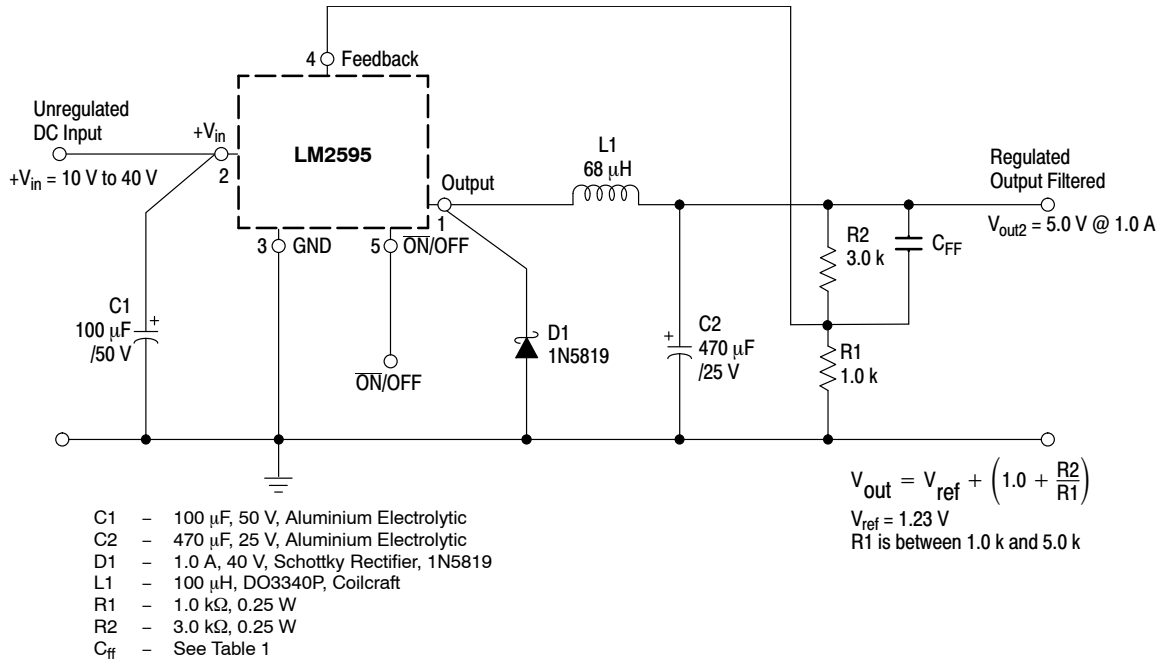 4 Feedback
Unregulated
DC Input
+Vin
+Vin = 10 V to 40 V
2
LM2595
L1
68 μH
Output
1
Regulated
Output Filtered
Vout2 = 5.0 V @ 1.0 A
3 GND
5 ON/OFF
R2
3.0 k
CFF
C1
100 μF
/50 V
+
ON/OFF
D1
1N5819
+
C2
470 μF
/25 V
R1
1.0 k
Vout = Vref + (1.0 + R2/R1)
Vref = 1.23 V
R1 is between 1.0 k and 5.0 k
C1 – 100 μF, 50 V, Aluminium Electrolytic
C2 – 470 μF, 25 V, Aluminium Electrolytic
D1 – 1.0 A, 40 V, Schottky Rectifier, 1N5819
L1 – 100 μH, DO3340P, Coilcraft
R1 – 1.0 kΩ, 0.25 W
R2 – 3.0 kΩ, 0.25 W
Cff – See Table 1